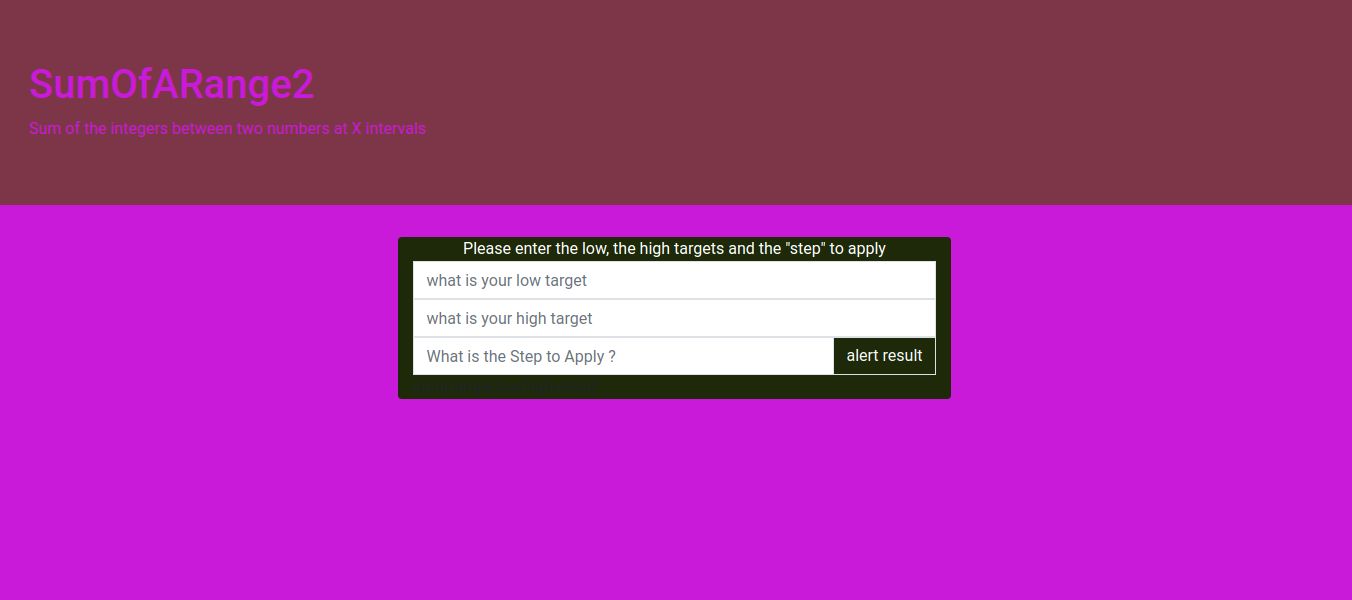 SumOfARange2
Sum of the integers between two numbers at X intervals
Please enter the low, the high targets and the "step" to apply
what is your low target
what is your high target
What is the Step to Apply ?
alert result